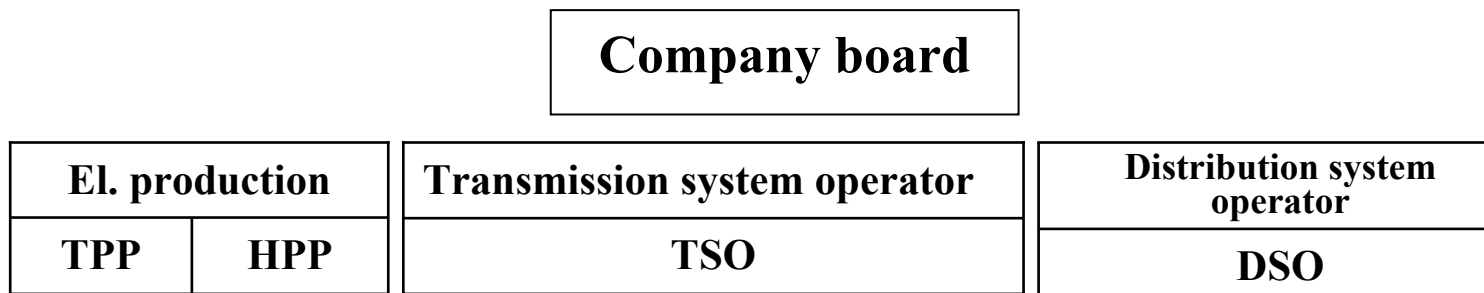 Company board
El. production
Transmission system operator
Distribution system
operator
TPP
HPP
TSO
DSO